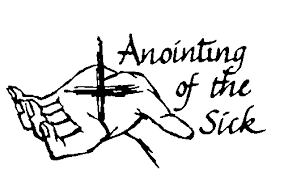 Anointing
of the
Sick